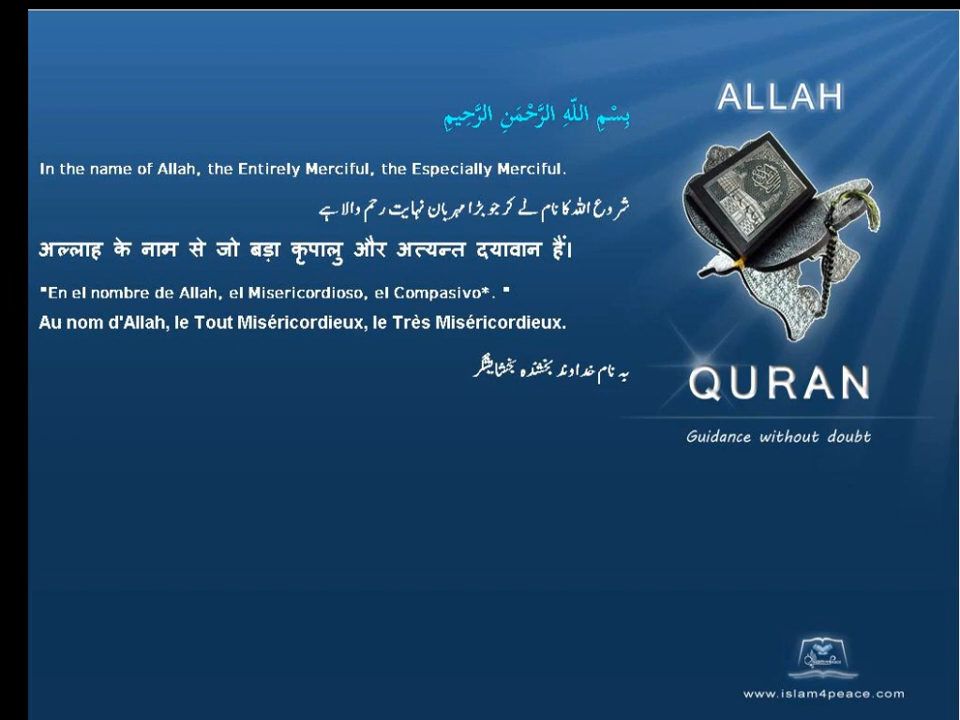 بِسْمِ اللّهِ الرَّحْمَنِ الرَّحِيمِ
In the name of Allah, the Entirely Merciful, the Especially Merciful.
شروع الله کا نام لے کر جو بڑا مہربان نہایت رحم والا ہے
अल्लाह के नाम से जो बड़ा कृपालु और अत्यन्त दयावान हैं।
"En el nombre de Allah, el Misericordioso, el Compasivo*. "
Au nom d'Allah, le Tout Miséricordieux, le Très Miséricordieux.
به نام خداوند بخشنده بخشایشگر
ALLAH
QURAN
Guidance without doubt
www.islam4peace.com